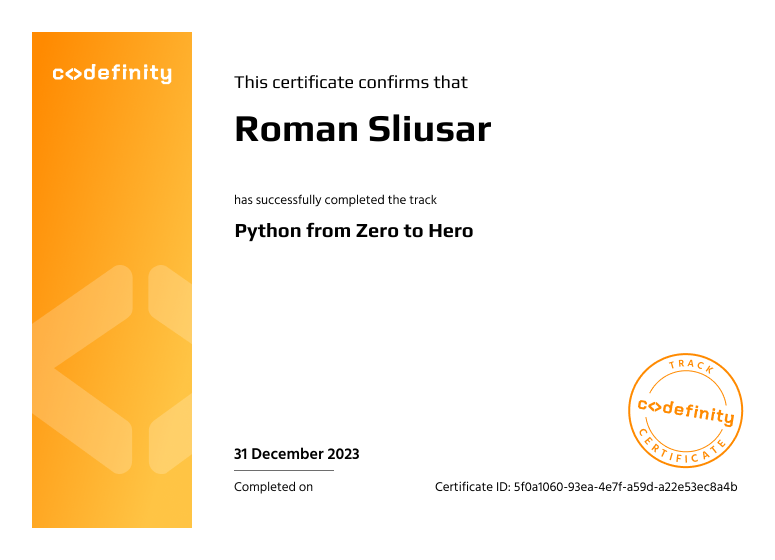 c<>definity
This certificate confirms that
Roman Sliusar
has successfully completed the track
Python from Zero to Hero
TRACK
c<>definity
CERTIFICATE
31 December 2023
Completed on
Certificate ID: 5f0a1060-93ea-4e7f-a59d-a22e53ec8a4b